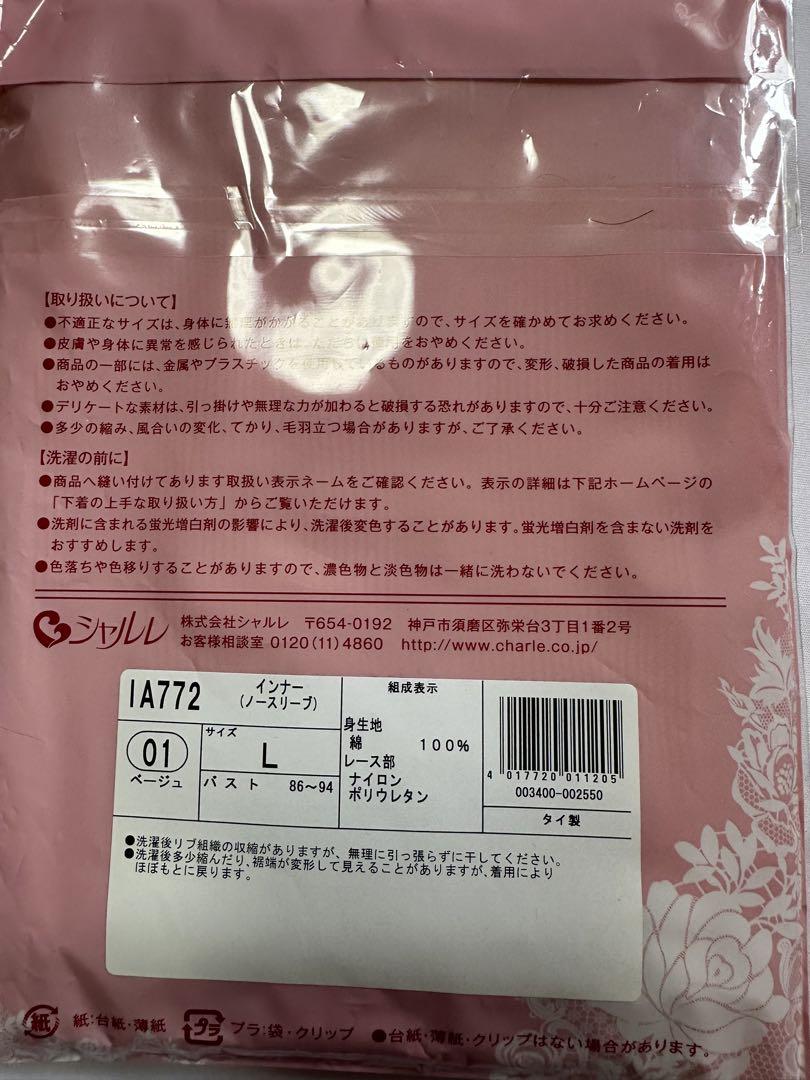 【取り扱いについて】
●不適正なサイズは、身体に がかかることがありますので、サイズを確かめてお求めください。
●皮膚や身体に異常を感じられたときは、ただちに使用をおやめください。
●商品の一部には、金属やプラスチックを使用しているものがありますので、変形、破損した商品の着用は
おやめください。
●デリケートな素材は、引っ掛けや無理な力が加わると破損する恐れがありますので、十分ご注意ください。
●多少の縮み、風合いの変化、てかり、毛羽立つ場合がありますが、ご了承ください。
【洗濯の前に】
●商品へ縫い付けてあります取扱い表示ネームをご確認ください。表示の詳細は下記ホームページの
「下着の上手な取り扱い方」からご覧いただけます。
●洗剤に含まれる蛍光増白剤の影響により、洗濯後変色することがあります。蛍光増白剤を含まない洗剤を
おすすめします。
●色落ちや色移りすることがありますので、濃色物と淡色物は一緒に洗わないでください。
シャルレ 株式会社シャルレ 〒654-0192 神戸市須磨区弥栄台3丁目1番2号
お客様相談室 0120(11)4860 http://www.charle.co.jp/
IA772 インナー
(ノースリーブ)
01
ベージュ
サイズ
L
バスト 86〜94
組成表示
身生地
綿 100%
レース部
ナイロン
ポリウレタン
4 017720 011205
003400-002550
タイ製
●洗濯後リブ組織の収縮がありますが、無理に引っ張らずに干してください。
●洗濯後多少縮んだり、裾端が変形して見えることがありますが、着用により
ほぼもとに戻ります。
紙 紙:台紙・薄紙 プラ プラ:袋・クリップ ●台紙・薄紙・クリップはない場合があります。